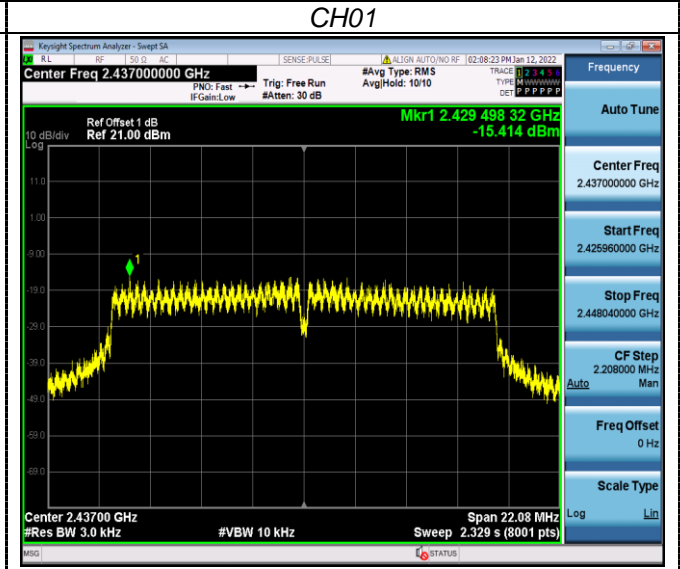 CH01
Keysight Spectrum Analyzer - Swept SA
RL RF 50 Ω AC SENSE:PULSE ALIGN AUTO/NO RF 02:08:23 PM Jan 12, 2022
Center Freq 2.437000000 GHz
PNO: Fast
IFGain:Low
Trig: Free Run
#Atten: 30 dB
#Avg Type: RMS
Avg|Hold: 10/10
TRACE 1 2 3 4 5 6
TYPE M WWWWW
DET P P P P P P
Frequency
Ref Offset 1 dB
10 dB/div Ref 21.00 dBm
Log
Mkr1 2.429 498 32 GHz
-15.414 dBm
11.0
1.00
-9.00
-19.0
-29.0
-39.0
-49.0
-59.0
-69.0
1
Center 2.43700 GHz Span 22.08 MHz
#Res BW 3.0 kHz #VBW 10 kHz Sweep 2.329 s (8001 pts)
MSG STATUS
Auto Tune
Center Freq
2.437000000 GHz
Start Freq
2.425960000 GHz
Stop Freq
2.448040000 GHz
CF Step
2.208000 MHz
Auto Man
Freq Offset
0 Hz
Scale Type
Log Lin